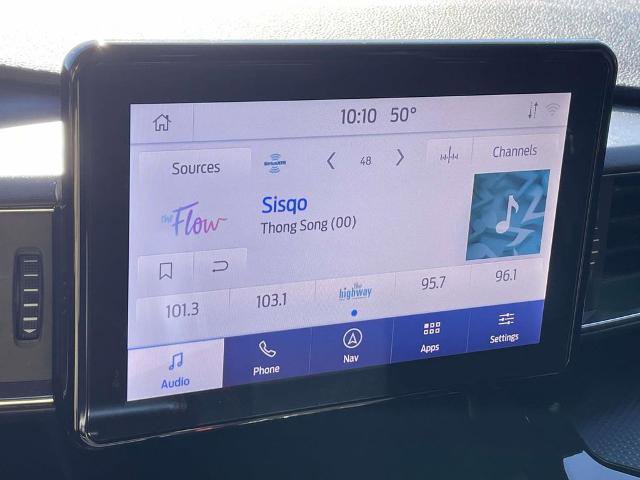 10:10 50°
Sources
SiriusXM
48
Channels
the Flow
Sisqo
Thong Song (00)
101.3
103.1
the highway
95.7
96.1
Audio
Phone
Nav
Apps
Settings